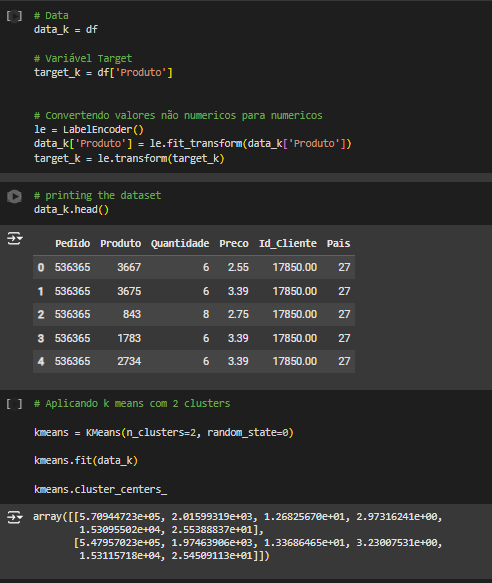 [ ] # Data
data_k = df
# Variável Target
target_k = df['Produto']
# Convertendo valores não numericos para numericos
le = LabelEncoder()
data_k['Produto'] = le.fit_transform(data_k['Produto'])
target_k = le.transform(target_k)
# printing the dataset
data_k.head()
Pedido Produto Quantidade Preco Id_Cliente Pais
0 536365 3667 6 2.55 17850.00 27
1 536365 3675 6 3.39 17850.00 27
2 536365 843 8 2.75 17850.00 27
3 536365 1783 6 3.39 17850.00 27
4 536365 2734 6 3.39 17850.00 27
[ ] # Aplicando k means com 2 clusters
kmeans = KMeans(n_clusters=2, random_state=0)
kmeans.fit(data_k)
kmeans.cluster_centers_
array([[5.70944723e+05, 2.01599319e+03, 1.26825670e+01, 2.97316241e+00,
1.53095502e+04, 2.55388837e+01],
[5.47957023e+05, 1.97463906e+03, 1.33686465e+01, 3.23007531e+00,
1.53115718e+04, 2.54509113e+01]])